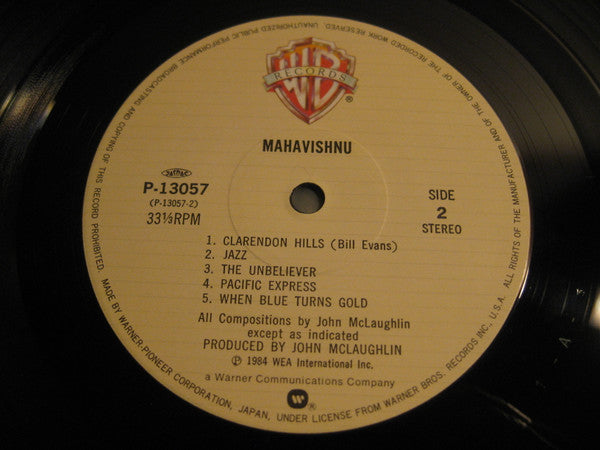 WB
RECORDS
®
MAHAVISHNU
P-13057
(P-13057-2)
33⅓RPM
SIDE
2
STEREO
1. CLARENDON HILLS (Bill Evans)
2. JAZZ
3. THE UNBELIEVER
4. PACIFIC EXPRESS
5. WHEN BLUE TURNS GOLD
All Compositions by John McLaughlin
except as indicated
PRODUCED BY JOHN McLAUGHLIN
℗ 1984 WEA International Inc.
a Warner Communications Company
®
ALL RIGHTS OF THE MANUFACTURER AND OF THE OWNER OF THE RECORDED WORK RESERVED. UNAUTHORIZED PUBLIC PERFORMANCE BROADCASTING AND COPYING OF THIS RECORD PROHIBITED. MADE BY WARNER-PIONEER CORPORATION, JAPAN, UNDER LICENSE FROM WARNER BROS. RECORDS INC., U.S.A.
A